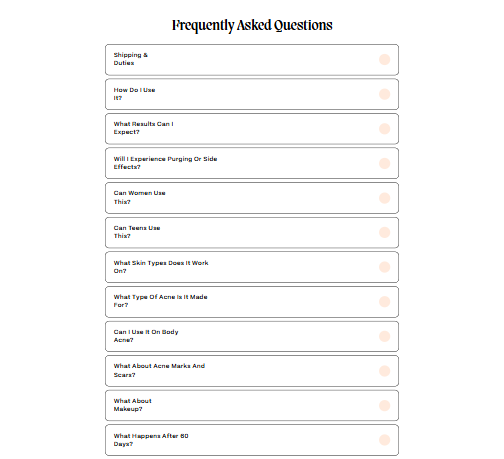 Frequently Asked Questions
Shipping &
Duties
How Do I Use
It?
What Results Can I
Expect?
Will I Experience Purging Or Side
Effects?
Can Women Use
This?
Can Teens Use
This?
What Skin Types Does It Work
On?
What Type Of Acne Is It Made
For?
Can I Use It On Body
Acne?
What About Acne Marks And
Scars?
What About
Makeup?
What Happens After 60
Days?